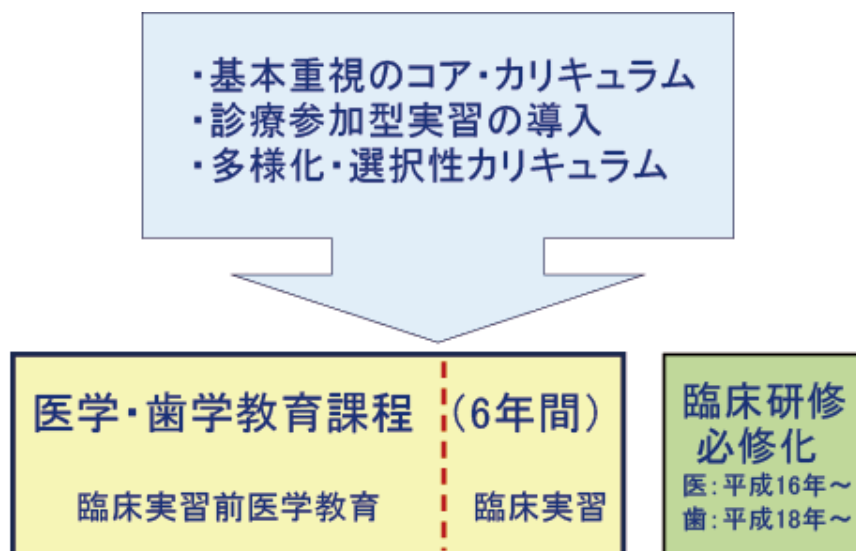 ・基本重視のコア・カリキュラム
・診療参加型実習の導入
・多様化・選択性カリキュラム
医学・歯学教育課程 (6年間)
臨床実習前医学教育 臨床実習
臨床研修
必修化
医:平成16年～
歯:平成18年～